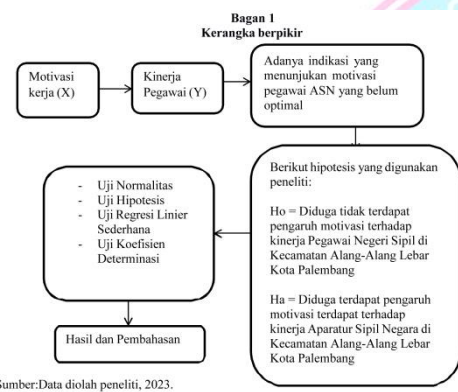 Bagan 1
Kerangka berpikir
Motivasi
kerja (X)
Kinerja
Pegawai (Y)
Adanya indikasi yang
menunjukan motivasi
pegawai ASN yang belum
optimal
Berikut hipotesis yang digunakan
peneliti:
Ho = Diduga tidak terdapat
pengaruh motivasi terhadap
kinerja Pegawai Negeri Sipil di
Kecamatan Alang-Alang Lebar
Kota Palembang
Ha = Diduga terdapat pengaruh
motivasi terdapat terhadap
kinerja Aparatur Sipil Negara di
Kecamatan Alang-Alang Lebar
Kota Palembang
- Uji Normalitas
- Uji Hipotesis
- Uji Regresi Linier
Sederhana
- Uji Koefisien
Determinasi
Hasil dan Pembahasan
Sumber:Data diolah peneliti, 2023.